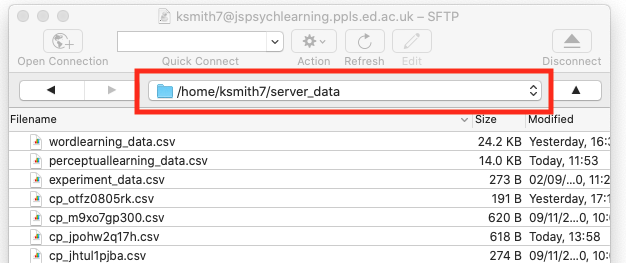 ksmith7@jspsychlearning.ppls.ed.ac.uk – SFTP
Open Connection Quick Connect Action Refresh Edit Disconnect
/home/ksmith7/server_data
Filename Size Modified
wordlearning_data.csv 24.2 KB Yesterday, 16:3
perceptuallearning_data.csv 14.0 KB Today, 11:53
experiment_data.csv 273 B 02/09/...0, 11:2
cp_otfz0805rk.csv 191 B Yesterday, 17:1
cp_m9xo7gp300.csv 620 B 09/11/2...0, 10:0
cp_jpohw2q17h.csv 618 B Today, 13:58
cp_jhtul1pjba.csv 274 B 09/11/2...0, 10:0